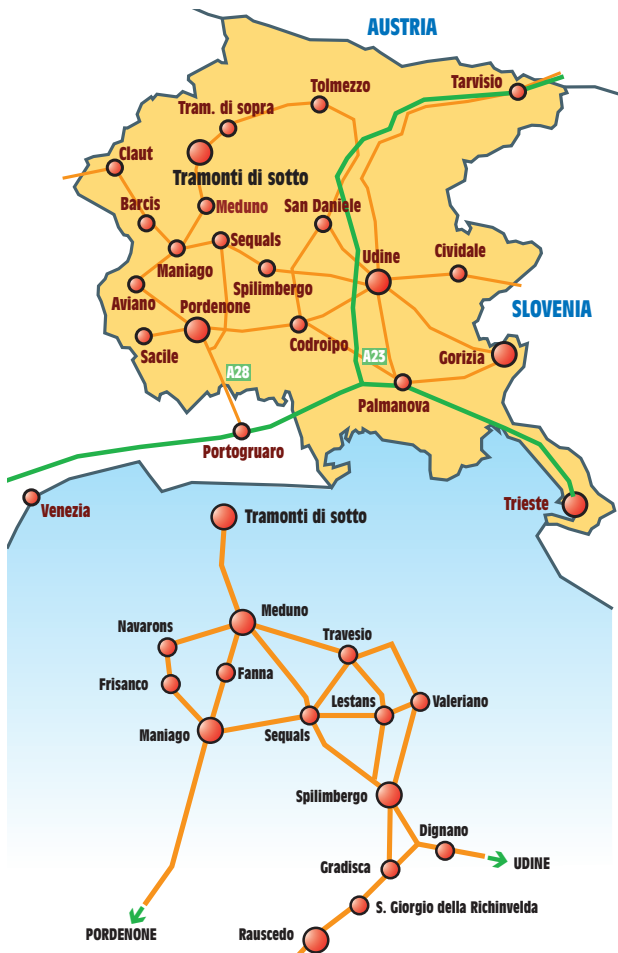 AUSTRIA
Tarvisio
Tolmezzo
Tram. di sopra
Claut
Tramonti di sotto
Barcis
Meduno
San Daniele
Sequals
Udine
Cividale
Maniago
Spilimbergo
Aviano
Pordenone
SLOVENIA
Codroipo
Gorizia
Sacile
A23
A28
Palmanova
Portogruaro
Venezia
Trieste
Tramonti di sotto
Meduno
Navarons
Travesio
Fanna
Frisanco
Lestans
Valeriano
Maniago
Sequals
Spilimbergo
Dignano
Gradisca
UDINE
S. Giorgio della Richinvelda
PORDENONE
Rauscedo